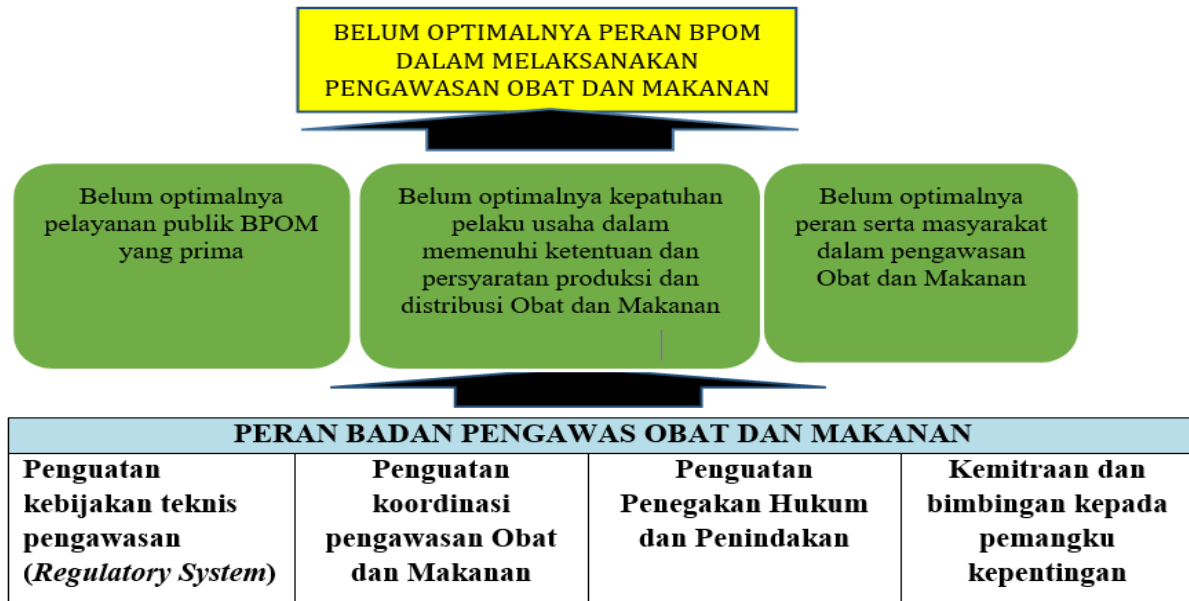 BELUM OPTIMALNYA PERAN BPOM
DALAM MELAKSANAKAN
PENGAWASAN OBAT DAN MAKANAN
Belum optimalnya
pelayanan publik BPOM
yang prima
Belum optimalnya kepatuhan
pelaku usaha dalam
memenuhi ketentuan dan
persyaratan produksi dan
distribusi Obat dan Makanan
Belum optimalnya
peran serta masyarakat
dalam pengawasan
Obat dan Makanan
PERAN BADAN PENGAWAS OBAT DAN MAKANAN
Penguatan
kebijakan teknis
pengawasan
(Regulatory System)
Penguatan
koordinasi
pengawasan Obat
dan Makanan
Penguatan
Penegakan Hukum
dan Penindakan
Kemitraan dan
bimbingan kepada
pemangku
kepentingan